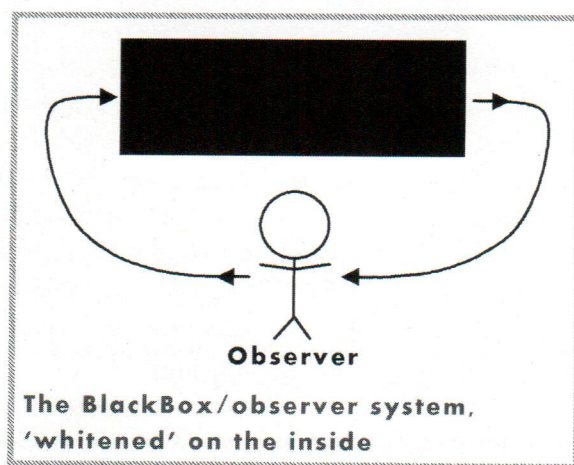 Observer
The BlackBox/observer system,
'whitened' on the inside